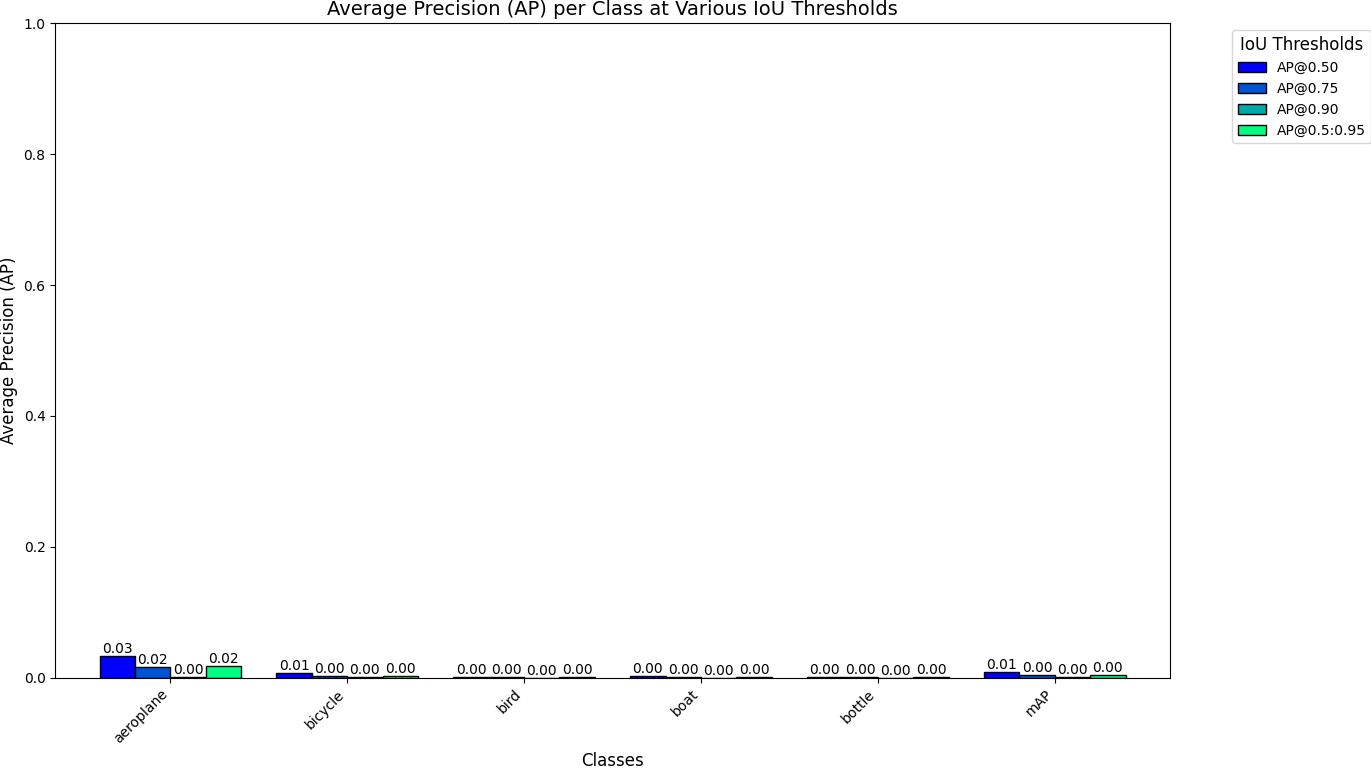 Average Precision (AP) per Class at Various IoU Thresholds
IoU Thresholds
AP@0.50
AP@0.75
AP@0.90
AP@0.5:0.95
Average Precision (AP)
1.0
0.8
0.6
0.4
0.2
0.0
0.03 0.02 0.00 0.02
0.01 0.00 0.00 0.00
0.00 0.00 0.00 0.00
0.00 0.00 0.00 0.00
0.00 0.00 0.00 0.00
0.01 0.00 0.00 0.00
aeroplane
bicycle
bird
boat
bottle
mAP
Classes